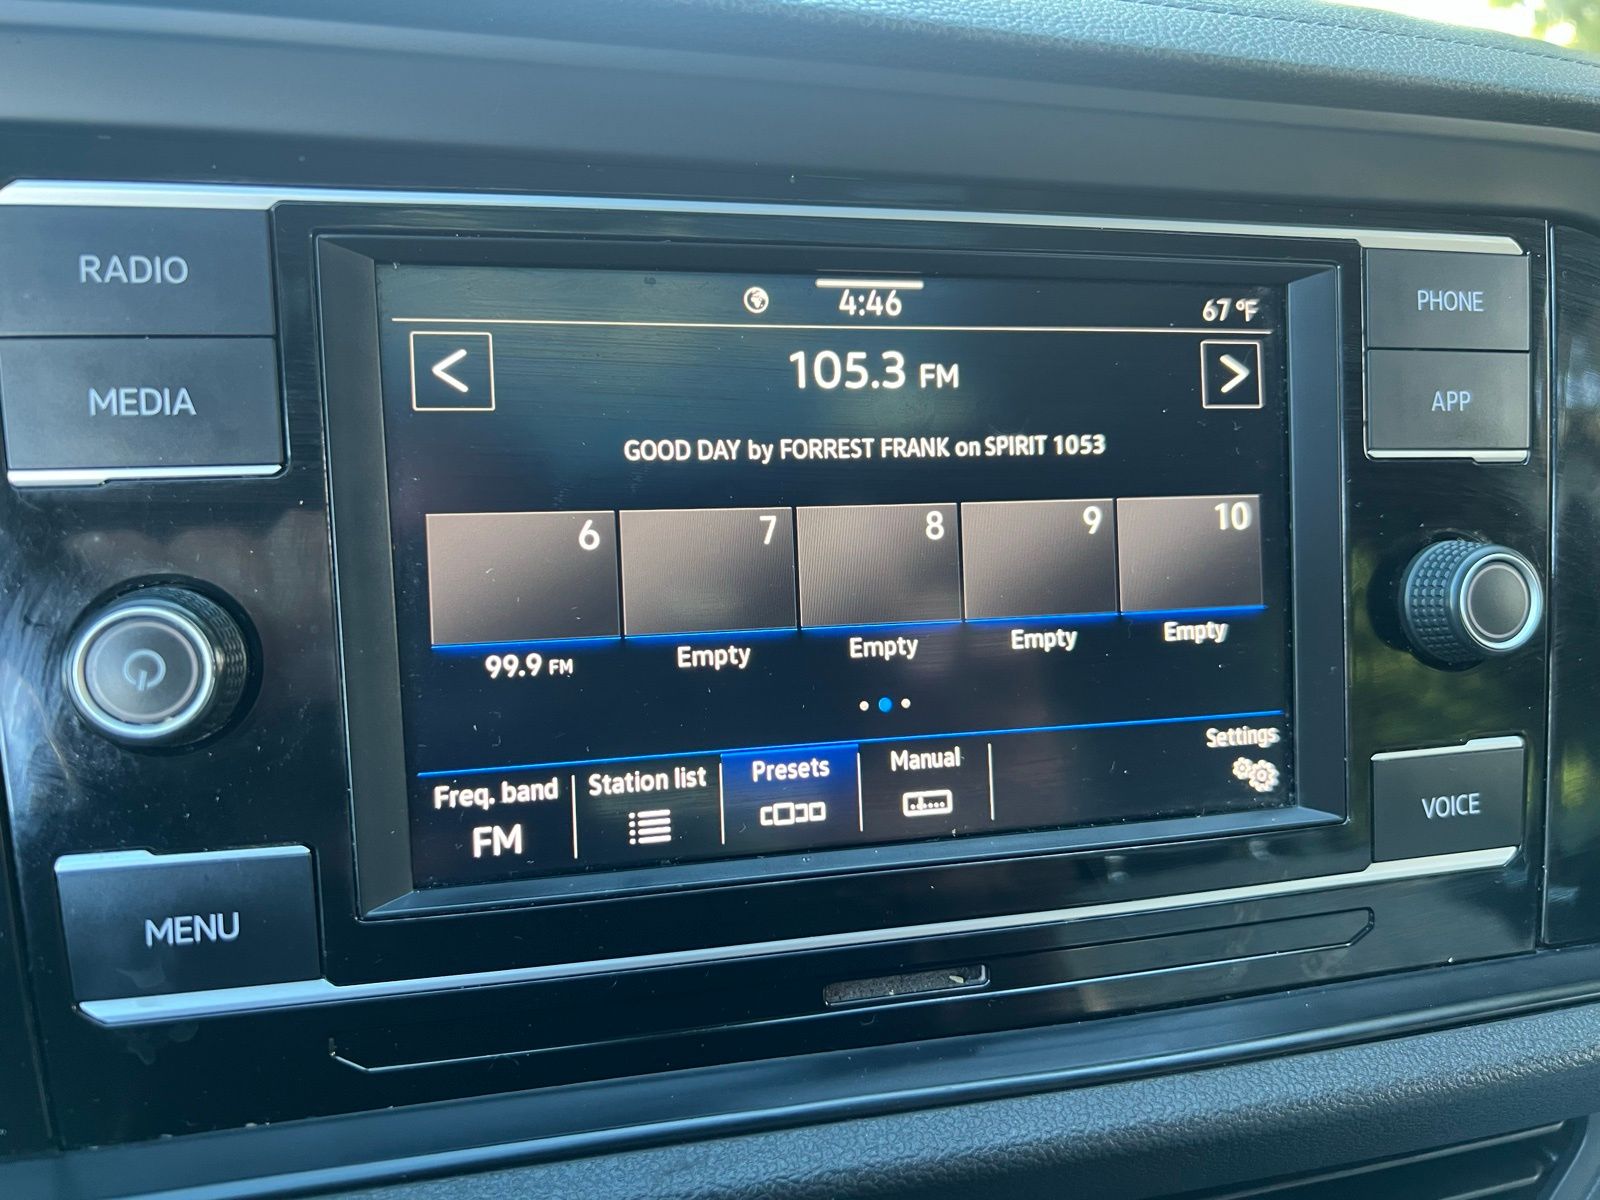 RADIO
MEDIA
MENU
4:46
67 °F
<
105.3 FM
>
GOOD DAY by FORREST FRANK on SPIRIT 1053
6
7
8
9
10
99.9 FM
Empty
Empty
Empty
Empty
Freq. band
FM
Station list
Presets
Manual
Settings
PHONE
APP
VOICE